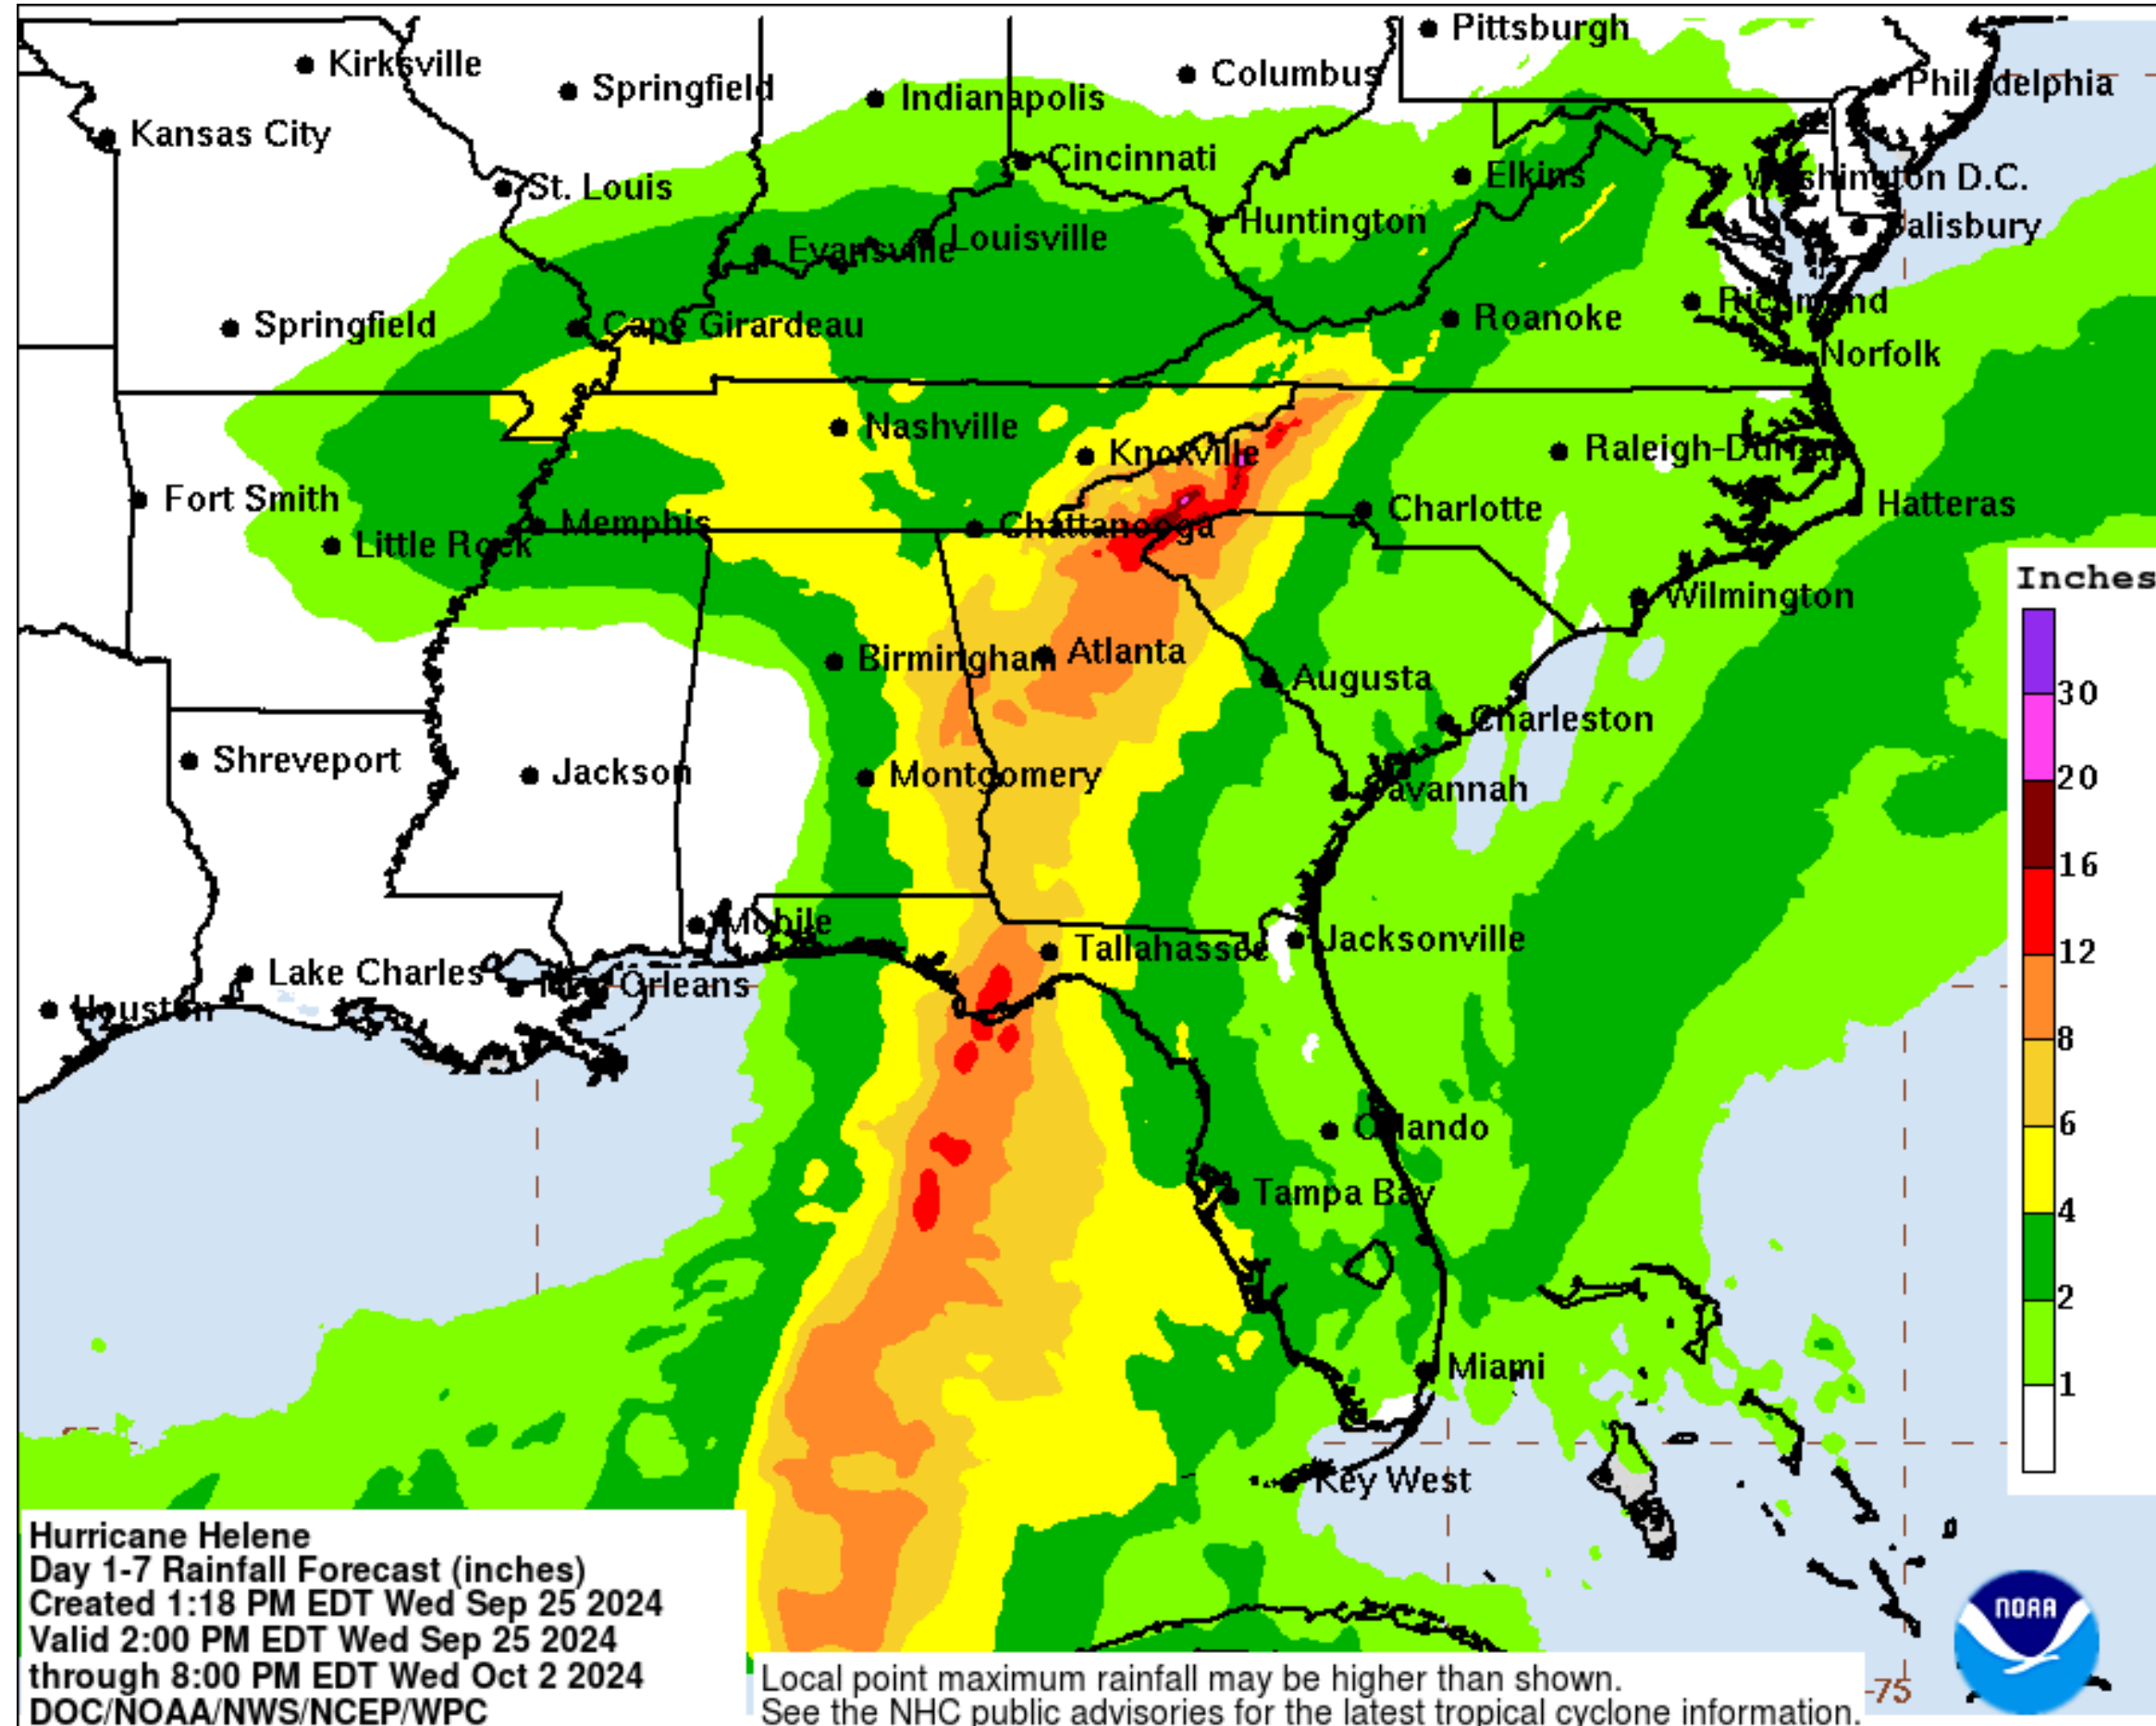 Pittsburgh
Kirksville
Springfield
Columbus
Philadelphia
Indianapolis
Kansas City
Cincinnati
St. Louis
Elkins
Washington D.C.
Huntington
Salisbury
Evansville
Louisville
Richmond
Springfield
Cape Girardeau
Roanoke
Norfolk
Nashville
Knoxville
Raleigh-Durham
Fort Smith
Charlotte
Hatteras
Memphis
Chattanooga
Little Rock
Inches
Wilmington
Birmingham
Atlanta
Augusta
30
Charleston
Shreveport
Jackson
Montgomery
20
Savannah
16
Mobile
Tallahassee
Jacksonville
12
Lake Charles
New Orleans
Houston
8
Orlando
6
Tampa Bay
4
2
Miami
1
Key West
Hurricane Helene
Day 1-7 Rainfall Forecast (inches)
Created 1:18 PM EDT Wed Sep 25 2024
Valid 2:00 PM EDT Wed Sep 25 2024
through 8:00 PM EDT Wed Oct 2 2024
DOC/NOAA/NWS/NCEP/WPC
Local point maximum rainfall may be higher than shown.
See the NHC public advisories for the latest tropical cyclone information.
-75
NOAA